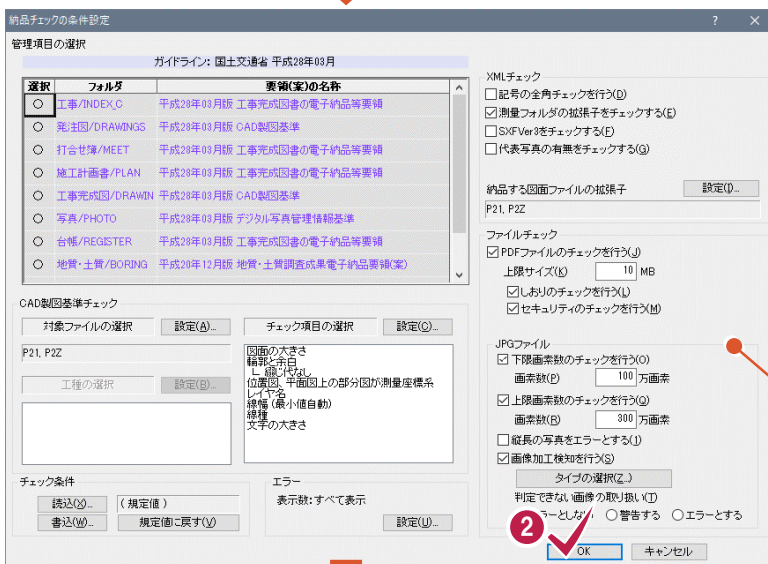 納品チェックの条件設定
? ×
管理項目の選択
ガイドライン: 国土交通省 平成28年03月
選択 フォルダ 要領(案)の名称
○ 工事/INDEX_C 平成28年03月版 工事完成図書の電子納品等要領
○ 発注図/DRAWINGS 平成28年03月版 CAD製図基準
○ 打合せ簿/MEET 平成28年03月版 工事完成図書の電子納品等要領
○ 施工計画書/PLAN 平成28年03月版 工事完成図書の電子納品等要領
○ 工事完成図/DRAWIN 平成28年03月版 CAD製図基準
○ 写真/PHOTO 平成28年03月版 デジタル写真管理情報基準
○ 台帳/REGISTER 平成28年03月版 工事完成図書の電子納品等要領
○ 地質・土質/BORING 平成20年12月版 地質・土質調査成果電子納品要領(案)
CAD製図基準チェック
対象ファイルの選択 設定(A)...
P21, P2Z
工種の選択 設定(B)...
チェック項目の選択 設定(C)...
図面の大きさ
輪郭と余白
└ 綴じ代なし
位置図、平面図上の部分図が測量座標系
レイヤ名
線幅 (最小値自動)
線種
文字の大きさ
チェック条件
読込(X)... (規定値)
書込(W)... 規定値に戻す(V)
エラー
表示数:すべて表示
設定(U)...
XMLチェック
記号の全角チェックを行う(D)
測量フォルダの拡張子をチェックする(E)
SXFVer3をチェックする(F)
代表写真の有無をチェックする(G)
納品する図面ファイルの拡張子 設定(I)...
P21, P2Z
ファイルチェック
PDFファイルのチェックを行う(J)
上限サイズ(K) 10 MB
しおりのチェックを行う(L)
セキュリティのチェックを行う(M)
JPGファイル
下限画素数のチェックを行う(O)
画素数(P) 100 万画素
上限画素数のチェックを行う(Q)
画素数(R) 300 万画素
縦長の写真をエラーとする(1)
画像加工検知を行う(S)
タイプの選択(Z...)
判定できない画像の取り扱い(T)
ラーとしない ○警告する ○エラーとする
2
OK キャンセル